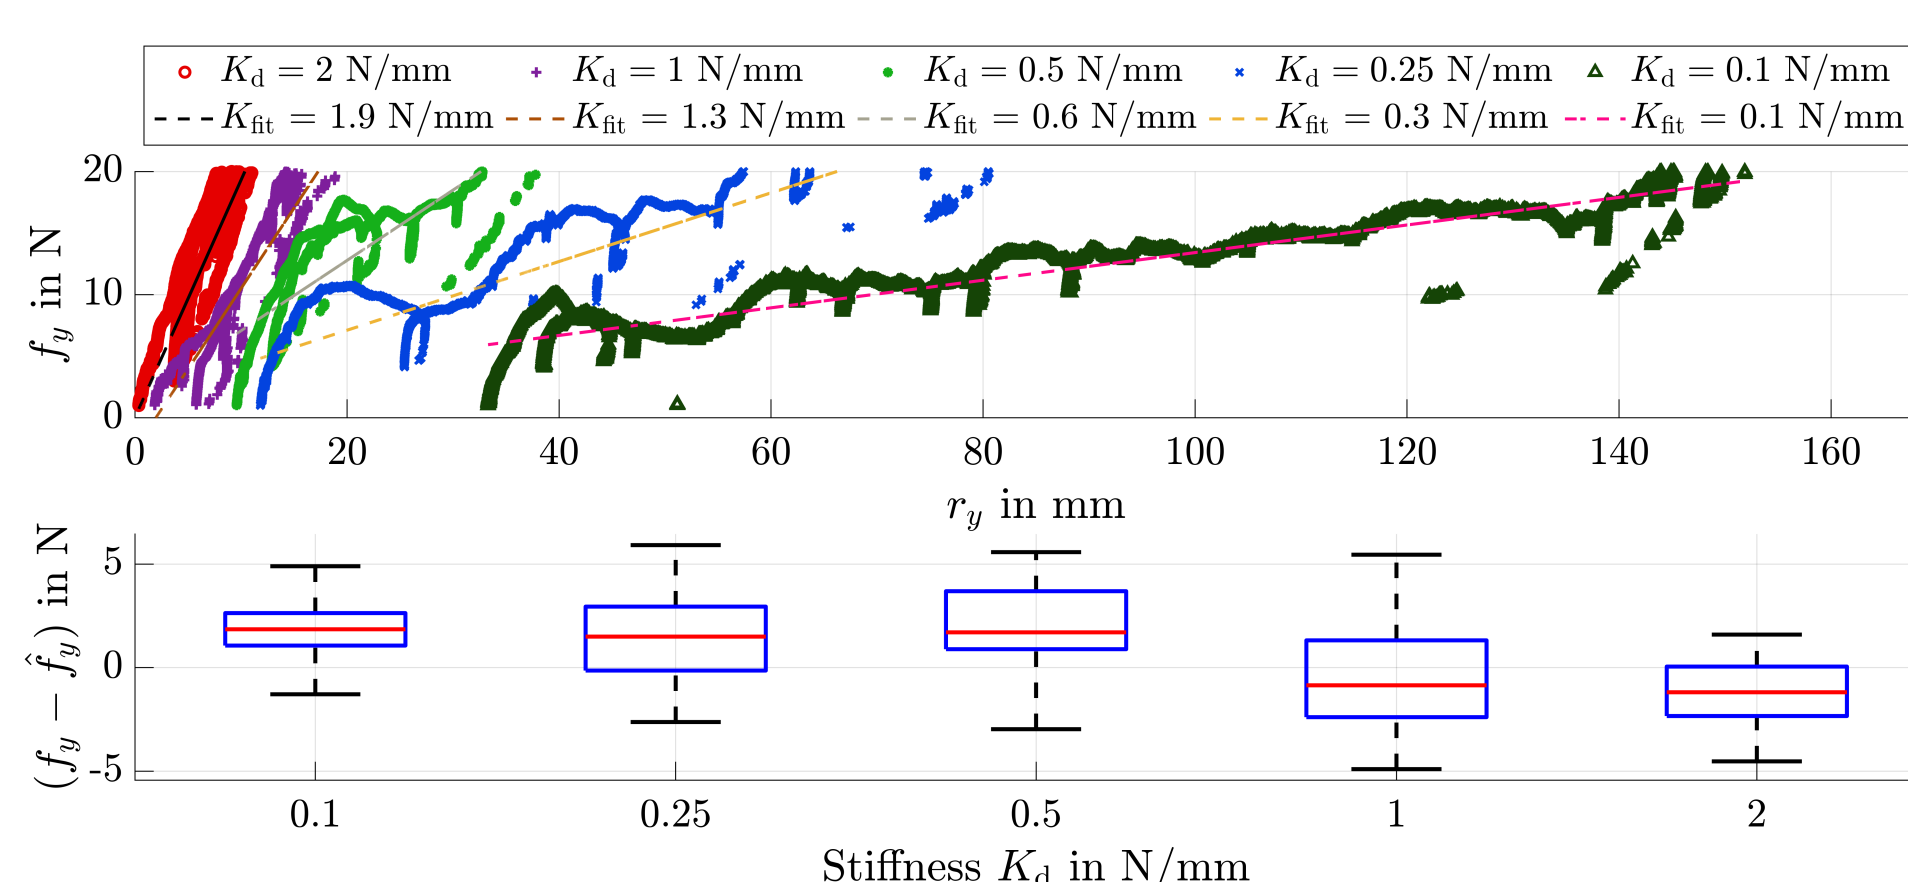 K_d = 2 N/mm K_d = 1 N/mm K_d = 0.5 N/mm K_d = 0.25 N/mm K_d = 0.1 N/mm
K_fit = 1.9 N/mm K_fit = 1.3 N/mm K_fit = 0.6 N/mm K_fit = 0.3 N/mm K_fit = 0.1 N/mm
20
10
0
f_y in N
0 20 40 60 80 100 120 140 160
r_y in mm
5
0
-5
(f_y − f̂_y) in N
0.1 0.25 0.5 1 2
Stiffness K_d in N/mm